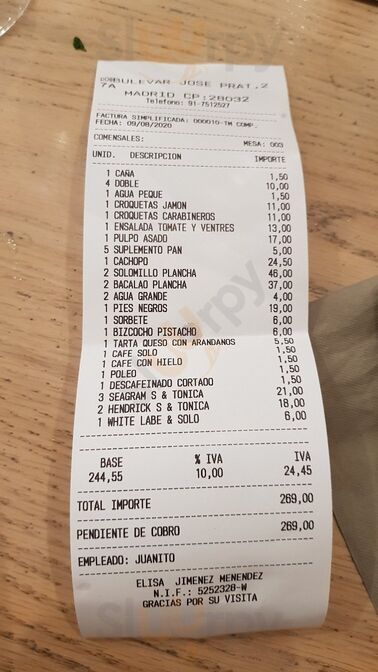 BULEVAR JOSE PRAT,2
7A MADRID CP:28032
Telefono: 91-7512527
FACTURA SIMPLIFICADA: 000010-TM COMP.
FECHA: 09/08/2020
COMENSALES: MESA: 003
UNID. DESCRIPCION IMPORTE
1 CAÑA 1,50
4 DOBLE 10,00
1 AGUA PEQUE 1,50
1 CROQUETAS JAMON 11,00
1 CROQUETAS CARABINEROS 11,00
1 ENSALADA TOMATE Y VENTRES 13,00
1 PULPO ASADO 17,00
5 SUPLEMENTO PAN 5,00
1 CACHOPO 24,50
2 SOLOMILLO PLANCHA 46,00
2 BACALAO PLANCHA 37,00
2 AGUA GRANDE 4,00
1 PIES NEGROS 19,00
1 SORBETE 6,00
1 BIZCOCHO PISTACHO 6,00
1 TARTA QUESO CON ARANDANOS 5,50
1 CAFE SOLO 1,50
1 CAFE CON HIELO 1,50
1 POLEO 1,50
1 DESCAFEINADO CORTADO 1,50
3 SEAGRAM S & TONICA 21,00
2 HENDRICK S & TONICA 18,00
1 WHITE LABE & SOLO 6,00
BASE % IVA IVA
244,55 10,00 24,45
TOTAL IMPORTE 269,00
PENDIENTE DE COBRO 269,00
EMPLEADO: JUANITO
ELISA JIMENEZ MENENDEZ
N.I.F.: 5252328-W
GRACIAS POR SU VISITA